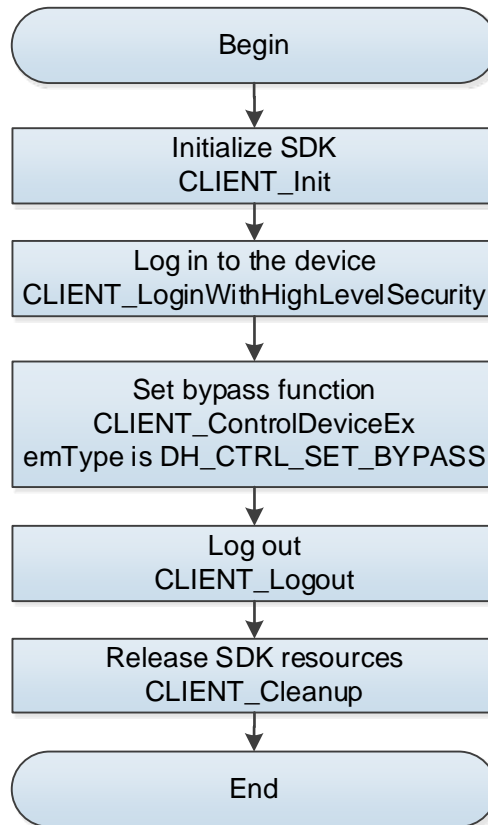 Begin
Initialize SDK
CLIENT_Init
Log in to the device
CLIENT_LoginWithHighLevelSecurity
Set bypass function
CLIENT_ControlDeviceEx
emType is DH_CTRL_SET_BYPASS
Log out
CLIENT_Logout
Release SDK resources
CLIENT_Cleanup
End